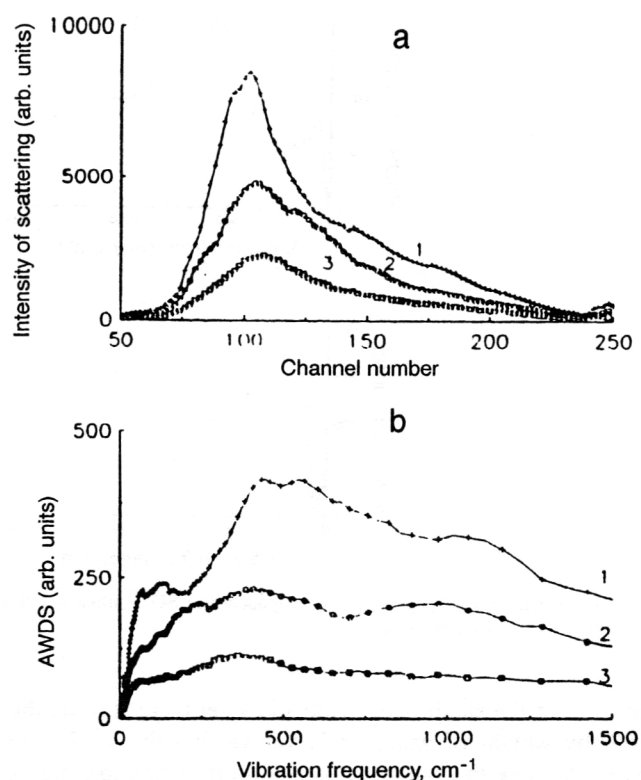 a
Intensity of scattering (arb. units)
10000
5000
0
1
2
3
50 100 150 200 250
Channel number
b
AWDS (arb. units)
500
250
0
1
2
3
0 500 1000 1500
Vibration frequency, cm⁻¹